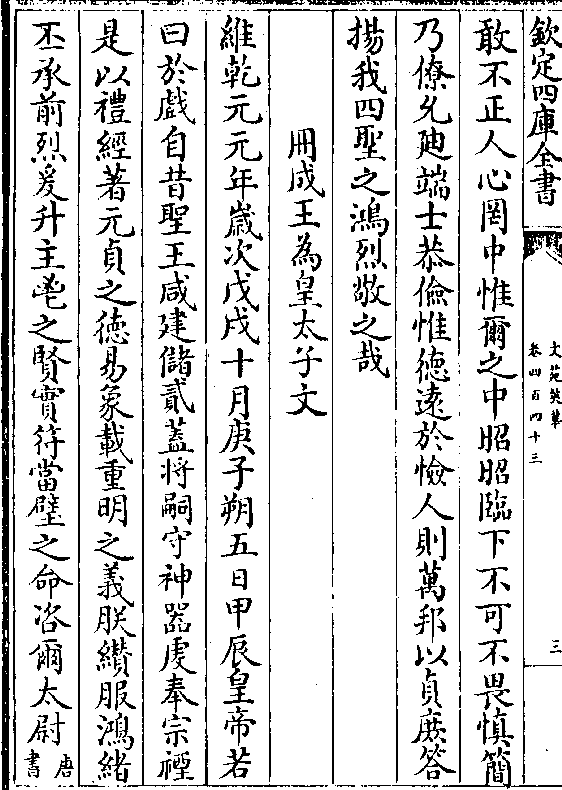 欽定四庫全書
文苑英華
卷四百四十三
三
敢不正人心罔中惟爾之中昭昭臨下不可不畏慎簡
乃僚允廸端士恭儉惟德遠於憸人則萬邦以貞庶答
揚我四聖之鴻烈敬之哉
冊成王為皇太子文
維乾元元年嵗次戊戌十月庚子朔五日甲辰皇帝若
曰於戲自昔聖王咸建儲貳蓋将嗣守神器虔奉宗禋
是以禮經著元貞之徳易象載重明之義朕纘服鴻緒
丕承前烈爰升主鬯之賢實符當璧之命咨爾太尉唐書